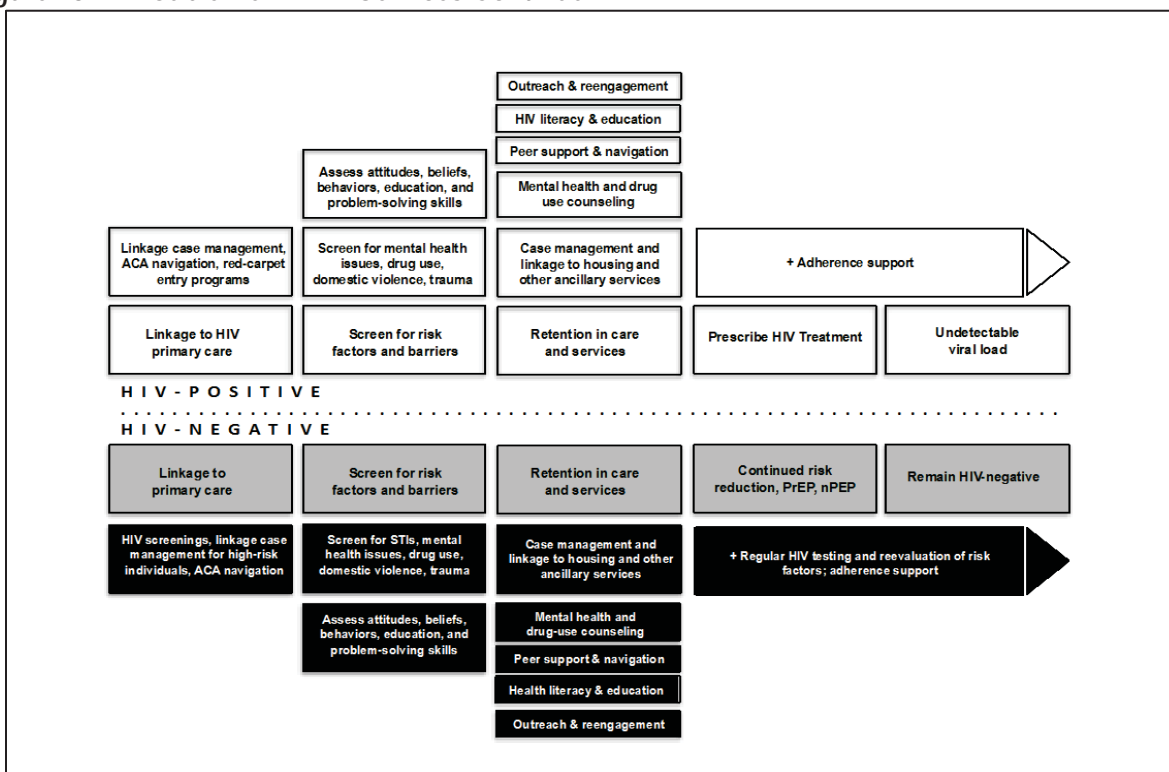 Outreach & reengagement
HIV literacy & education
Peer support & navigation
Assess attitudes, beliefs,
behaviors, education, and
problem-solving skills
Mental health and drug
use counseling
Linkage case management,
ACA navigation, red-carpet
entry programs
Screen for mental health
issues, drug use,
domestic violence, trauma
Case management and
linkage to housing and
other ancillary services
+ Adherence support
Linkage to HIV
primary care
Screen for risk
factors and barriers
Retention in care
and services
Prescribe HIV Treatment
Undetectable
viral load
HIV-POSITIVE
HIV-NEGATIVE
Linkage to
primary care
Screen for risk
factors and barriers
Retention in care
and services
Continued risk
reduction, PrEP, nPEP
Remain HIV-negative
HIV screenings, linkage case
management for high-risk
individuals, ACA navigation
Screen for STIs, mental
health issues, drug use,
domestic violence, trauma
Case management and
linkage to housing and other
ancillary services
+ Regular HIV testing and reevaluation of risk
factors; adherence support
Assess attitudes, beliefs,
behaviors, education, and
problem-solving skills
Mental health and
drug-use counseling
Peer support & navigation
Health literacy & education
Outreach & reengagement